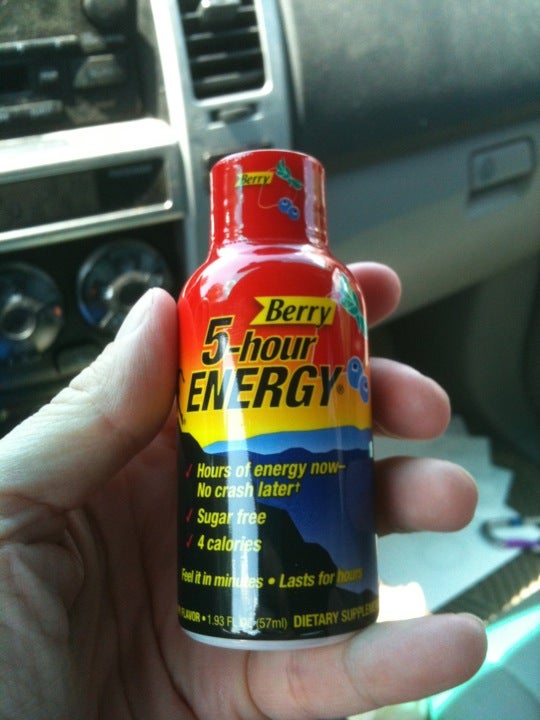 Berry
Berry
5-hour
ENERGY®
✓ Hours of energy now–
No crash later†
✓ Sugar free
✓ 4 calories
Feel it in minutes • Lasts for hours
FLAVOR • 1.93 FL OZ (57ml) DIETARY SUPPLEMENT